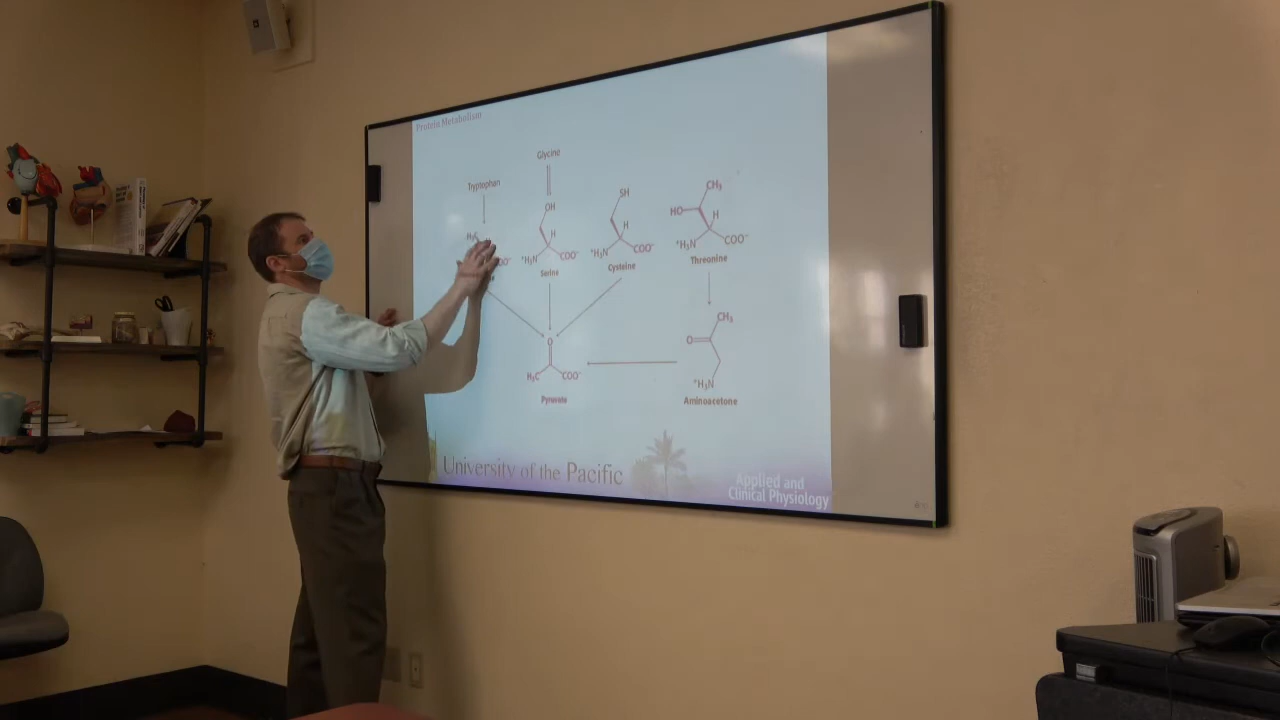 Protein Metabolism
Glycine
Tryptophan
OH
H
⁺H₃N
COO⁻
Serine
SH
H
⁺H₃N
COO⁻
Cysteine
CH₃
HO
H
⁺H₃N
COO⁻
Threonine
H₃C
O
H₃C
COO⁻
Pyruvate
CH₃
O
⁺H₃N
Aminoacetone
University of the Pacific
Applied and
Clinical Physiology